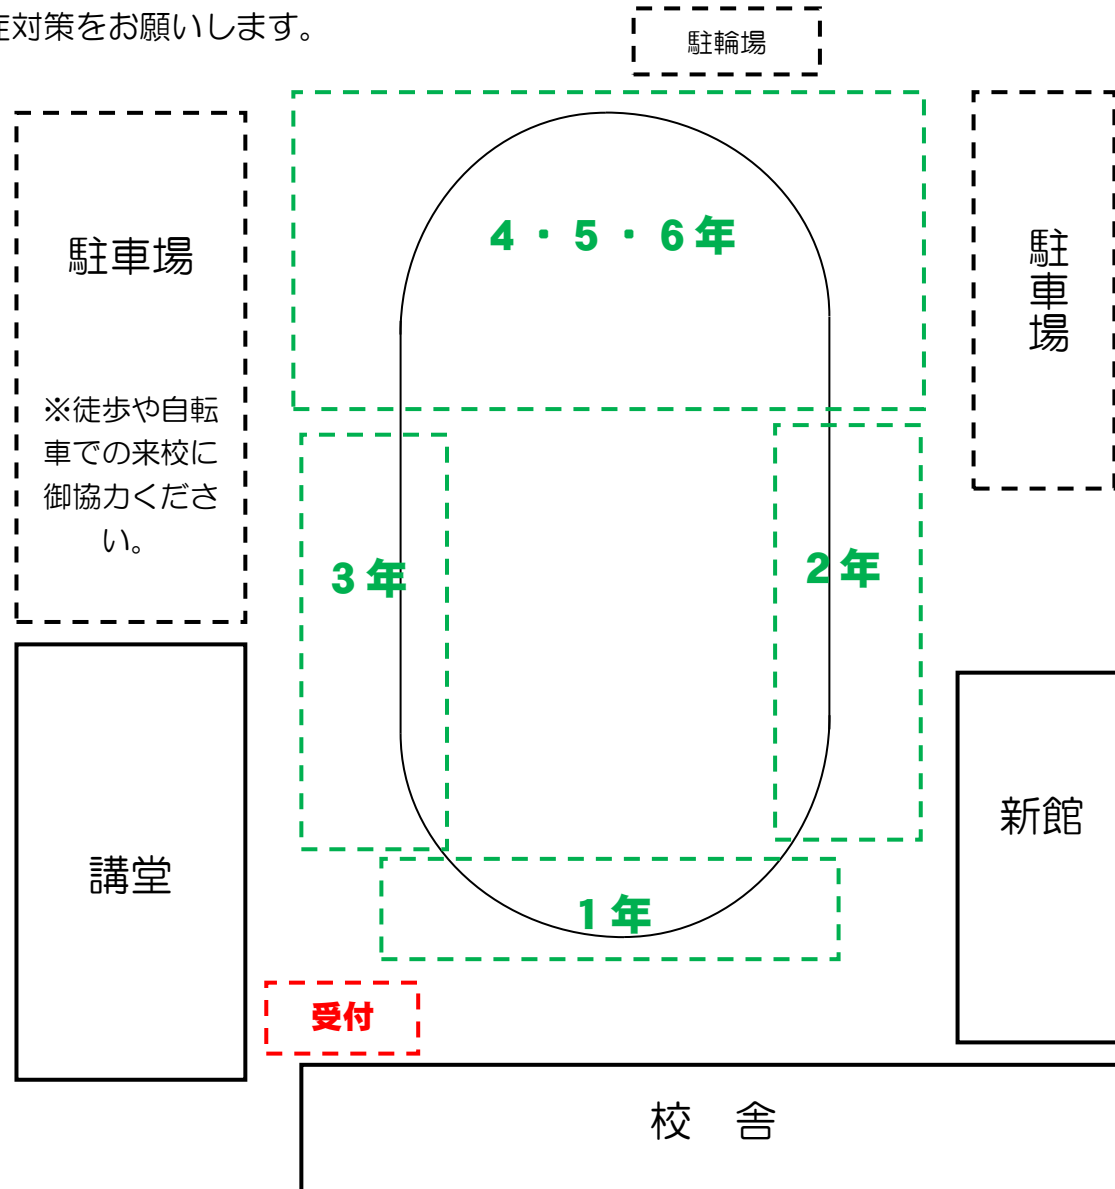 症対策をお願いします。
駐輪場
4・5・6年
駐車場
駐車場
※徒歩や自転
車での来校に
御協力くださ
い。
3年
2年
新館
講堂
1年
受付
校　舎